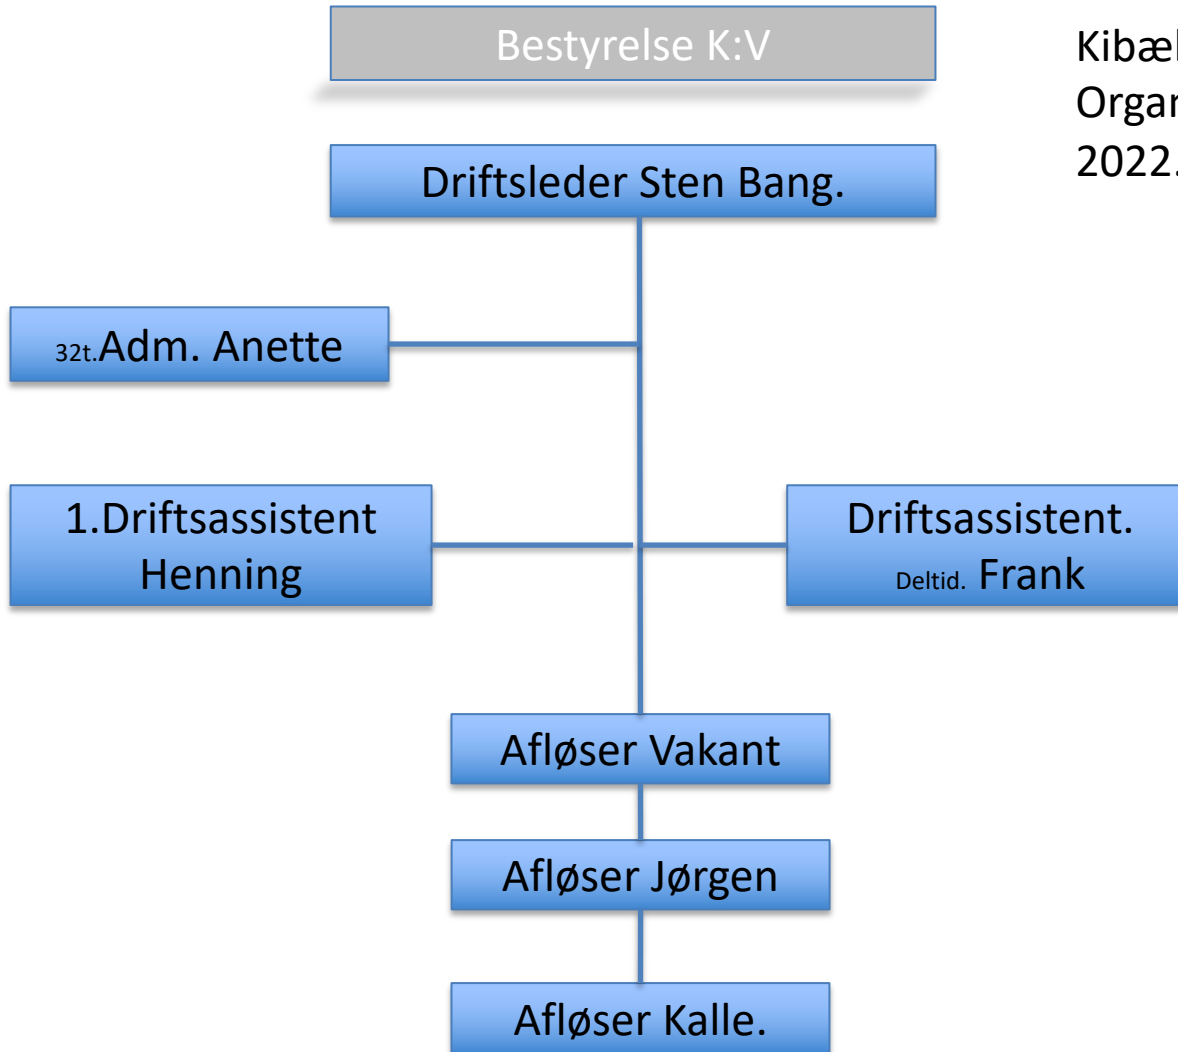 Bestyrelse K:V
2022.
Driftsleder Sten Bang.
32t.Adm. Anette
1.Driftsassistent
Henning
Driftsassistent.
Deltid. Frank
Afløser Vakant
Afløser Jørgen
Afløser Kalle.